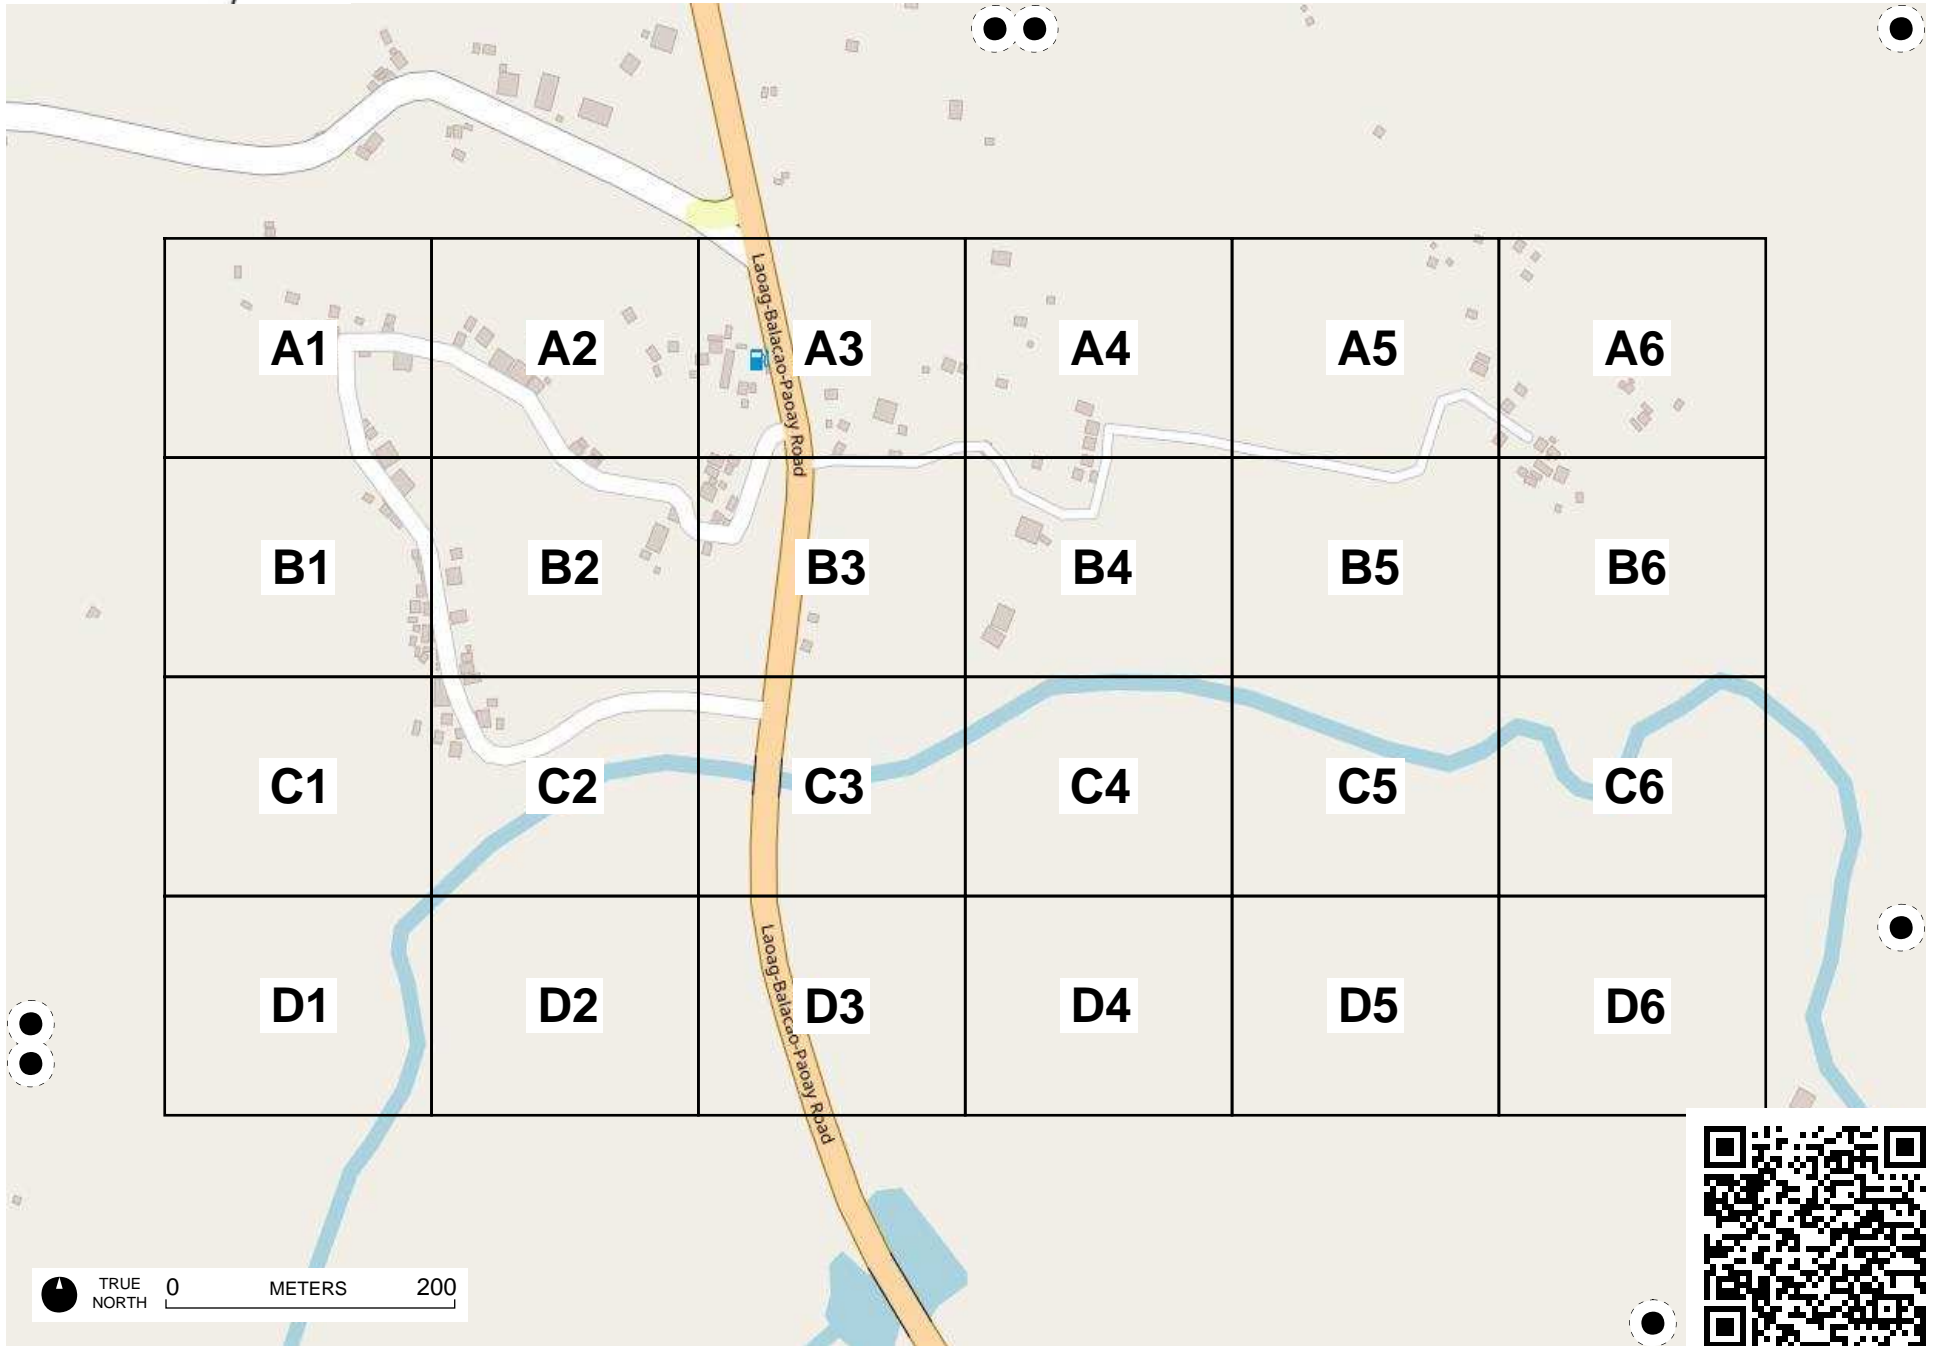 Laoag-Balacao-Paoay Road
A1 A2 A3 A4 A5 A6
B1 B2 B3 B4 B5 B6
C1 C2 C3 C4 C5 C6
D1 D2 D3 D4 D5 D6
Laoag-Balacao-Paoay Road
TRUE NORTH
0 METERS 200